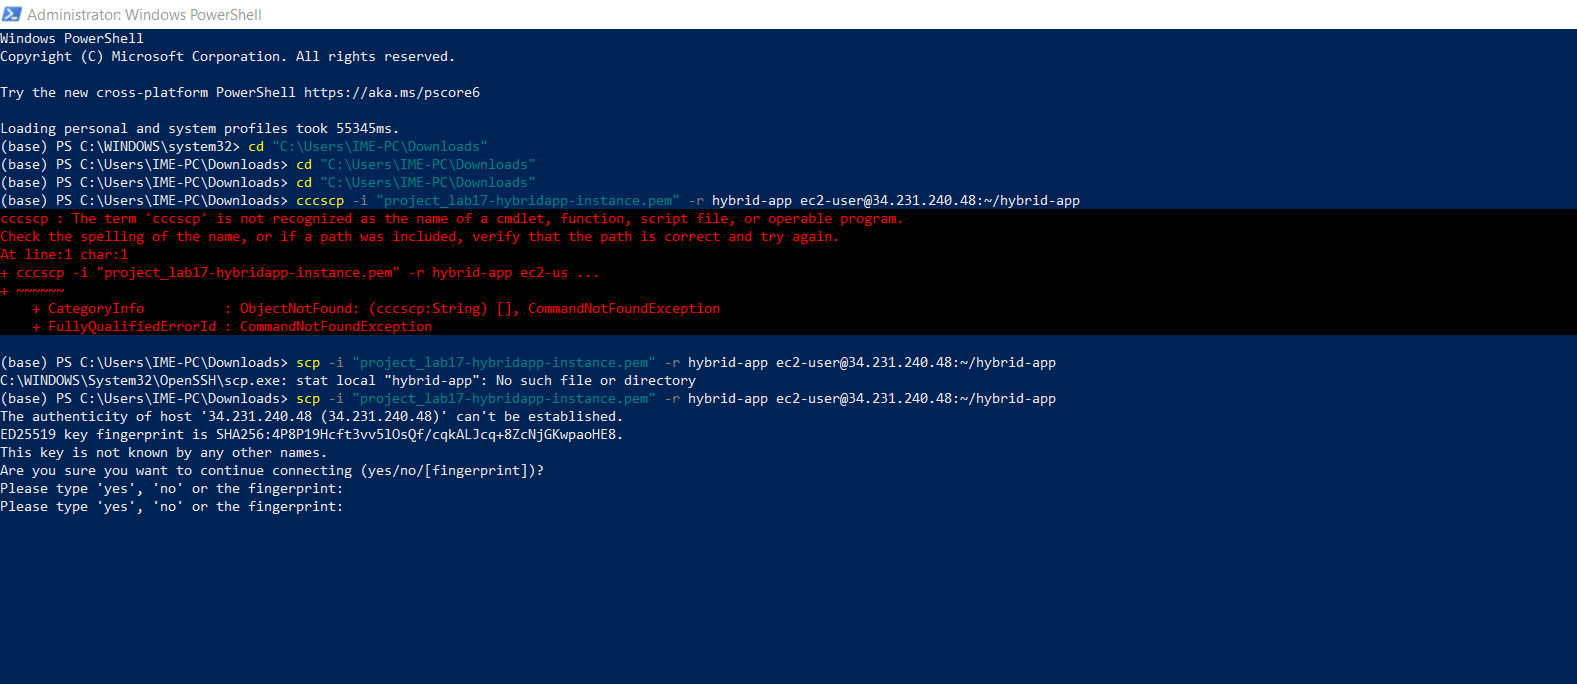 Administrator: Windows PowerShell
Windows PowerShell
Copyright (C) Microsoft Corporation. All rights reserved.
Try the new cross-platform PowerShell https://aka.ms/pscore6
Loading personal and system profiles took 55345ms.
(base) PS C:\WINDOWS\system32> cd "C:\Users\IME-PC\Downloads"
(base) PS C:\Users\IME-PC\Downloads> cd "C:\Users\IME-PC\Downloads"
(base) PS C:\Users\IME-PC\Downloads> cd "C:\Users\IME-PC\Downloads"
(base) PS C:\Users\IME-PC\Downloads> cccscp -i "project_lab17-hybridapp-instance.pem" -r hybrid-app ec2-user@34.231.240.48:~/hybrid-app
cccscp : The term 'cccscp' is not recognized as the name of a cmdlet, function, script file, or operable program.
Check the spelling of the name, or if a path was included, verify that the path is correct and try again.
At line:1 char:1
+ cccscp -i "project_lab17-hybridapp-instance.pem" -r hybrid-app ec2-us ...
+ ~~~~~~
    + CategoryInfo          : ObjectNotFound: (cccscp:String) [], CommandNotFoundException
    + FullyQualifiedErrorId : CommandNotFoundException
(base) PS C:\Users\IME-PC\Downloads> scp -i "project_lab17-hybridapp-instance.pem" -r hybrid-app ec2-user@34.231.240.48:~/hybrid-app
C:\WINDOWS\System32\OpenSSH\scp.exe: stat local "hybrid-app": No such file or directory
(base) PS C:\Users\IME-PC\Downloads> scp -i "project_lab17-hybridapp-instance.pem" -r hybrid-app ec2-user@34.231.240.48:~/hybrid-app
The authenticity of host '34.231.240.48 (34.231.240.48)' can't be established.
ED25519 key fingerprint is SHA256:4P8P19Hcft3vv5lOsQf/cqkALJcq+8ZcNjGKwpaoHE8.
This key is not known by any other names.
Are you sure you want to continue connecting (yes/no/[fingerprint])?
Please type 'yes', 'no' or the fingerprint:
Please type 'yes', 'no' or the fingerprint: